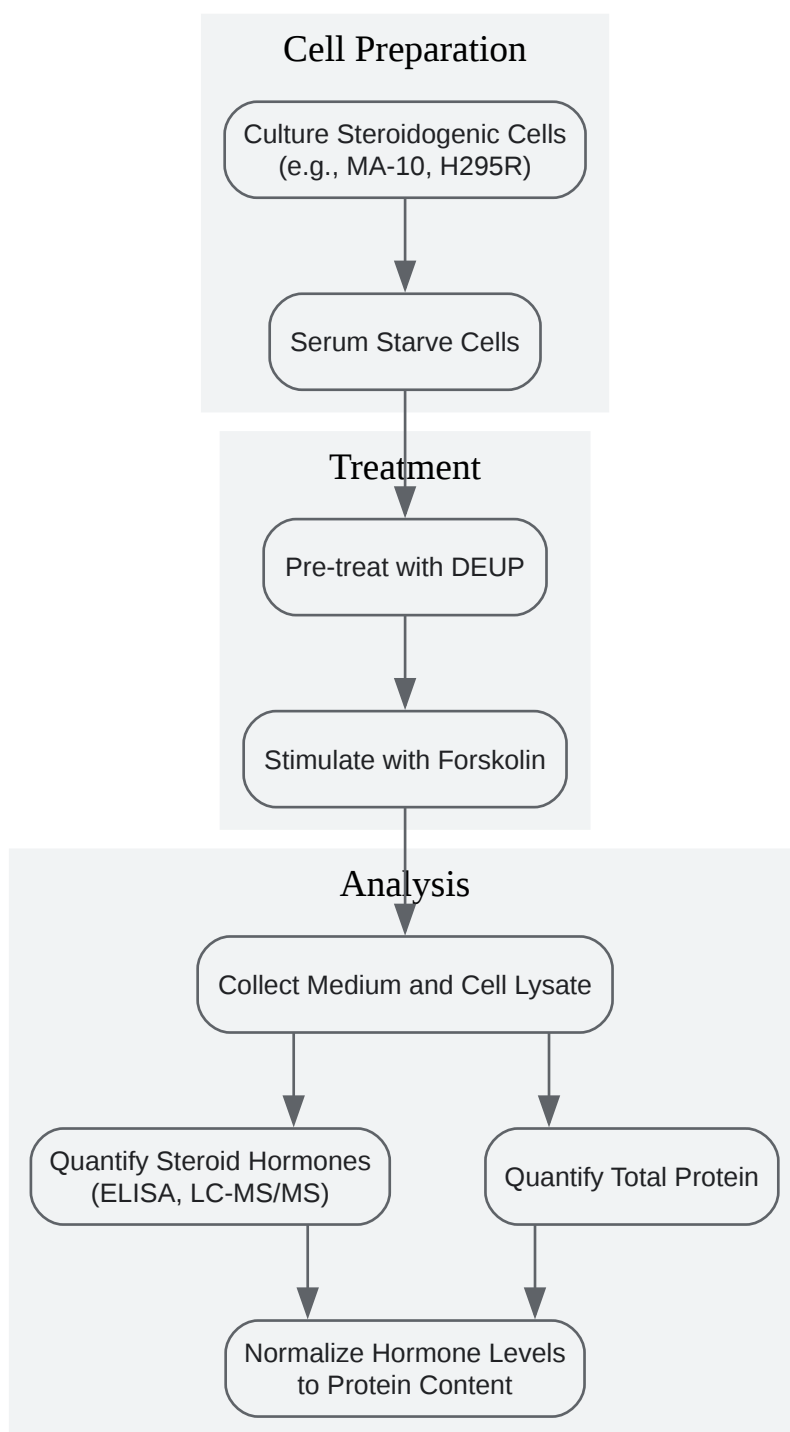 Cell Preparation
Culture Steroidogenic Cells
(e.g., MA-10, H295R)
Serum Starve Cells
Treatment
Pre-treat with DEUP
Stimulate with Forskolin
Analysis
Collect Medium and Cell Lysate
Quantify Steroid Hormones
(ELISA, LC-MS/MS)
Quantify Total Protein
Normalize Hormone Levels
to Protein Content